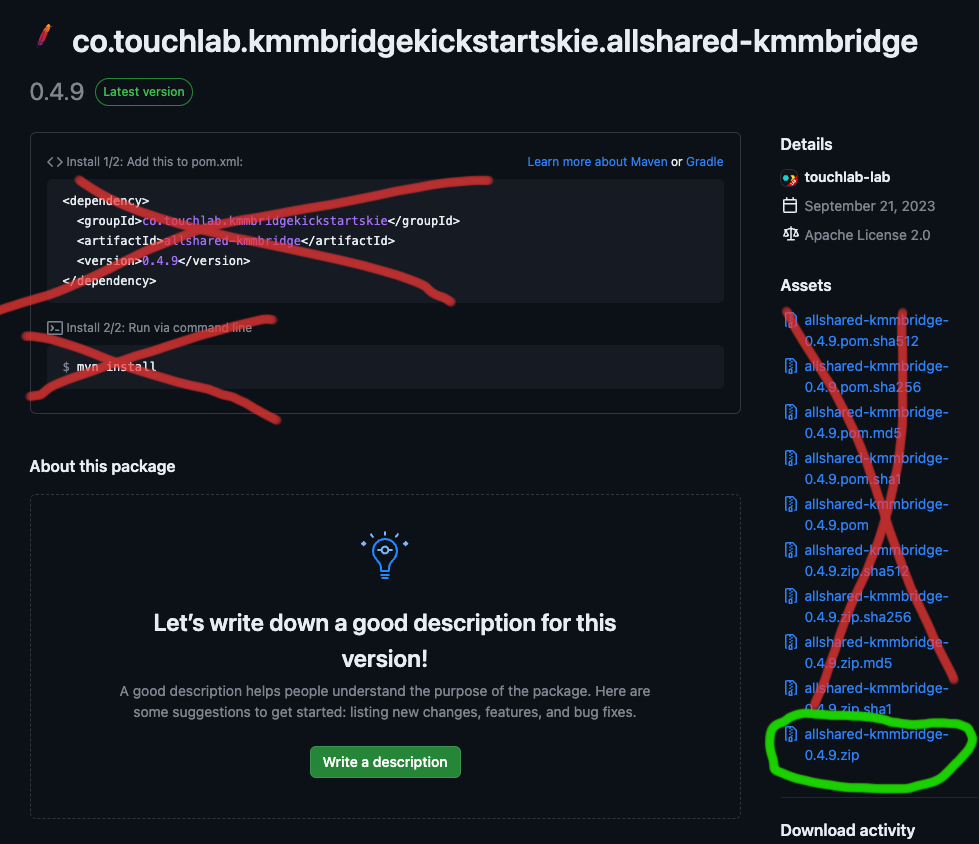 co.touchlab.kmmbridgekickstartskie.allshared-kmmbridge
0.4.9 Latest version
Install 1/2: Add this to pom.xml:
Learn more about Maven or Gradle
<dependency>
<groupId>co.touchlab.kmmbridgekickstartskie</groupId>
<artifactId>allshared-kmmbridge</artifactId>
<version>0.4.9</version>
</dependency>
Install 2/2: Run via command line
$ mvn install
About this package
Let's write down a good description for this
version!
A good description helps people understand the purpose of the package. Here are
some suggestions to get started: listing new changes, features, and bug fixes.
Write a description
Details
touchlab-lab
September 21, 2023
Apache License 2.0
Assets
allshared-kmmbridge-
0.4.9.pom.sha512
allshared-kmmbridge-
0.4.9.pom.sha256
allshared-kmmbridge-
0.4.9.pom.md5
allshared-kmmbridge-
0.4.9.pom.sha1
allshared-kmmbridge-
0.4.9.pom
allshared-kmmbridge-
0.4.9.zip.sha512
allshared-kmmbridge-
0.4.9.zip.sha256
allshared-kmmbridge-
0.4.9.zip.md5
allshared-kmmbridge-
0.4.9.zip.sha1
allshared-kmmbridge-
0.4.9.zip
Download activity